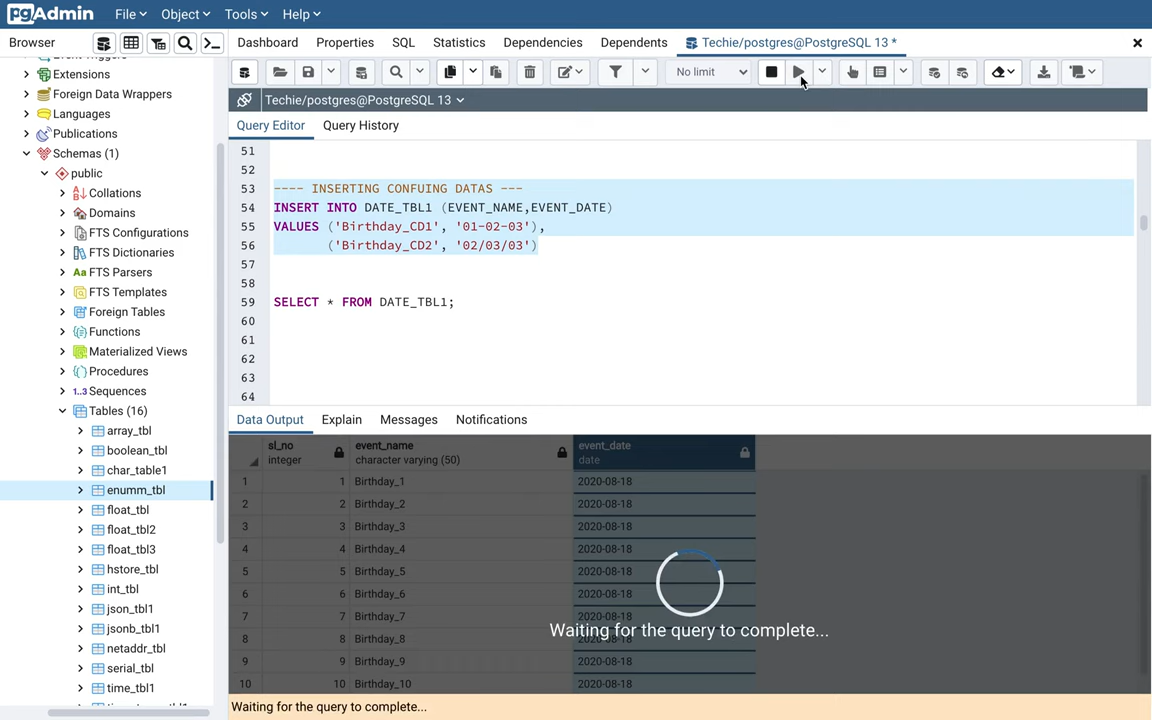 pgAdmin File Object Tools Help
Browser
Dashboard Properties SQL Statistics Dependencies Dependents Techie/postgres@PostgreSQL 13 *
No limit
Techie/postgres@PostgreSQL 13
Query Editor Query History
Extensions
Foreign Data Wrappers
Languages
Publications
Schemas (1)
public
Collations
Domains
FTS Configurations
FTS Dictionaries
Aa FTS Parsers
FTS Templates
Foreign Tables
Functions
Materialized Views
Procedures
1..3 Sequences
Tables (16)
array_tbl
boolean_tbl
char_table1
enumm_tbl
float_tbl
float_tbl2
float_tbl3
hstore_tbl
int_tbl
json_tbl1
jsonb_tbl1
netaddr_tbl
serial_tbl
time_tbl1
51
52
53 ---- INSERTING CONFUING DATAS ---
54 INSERT INTO DATE_TBL1 (EVENT_NAME,EVENT_DATE)
55 VALUES ('Birthday_CD1', '01-02-03'),
56 ('Birthday_CD2', '02/03/03')
57
58
59 SELECT * FROM DATE_TBL1;
60
61
62
63
64
Data Output Explain Messages Notifications
sl_no event_name event_date
integer character varying (50) date
1 1 Birthday_1 2020-08-18
2 2 Birthday_2 2020-08-18
3 3 Birthday_3 2020-08-18
4 4 Birthday_4 2020-08-18
5 5 Birthday_5 2020-08-18
6 6 Birthday_6 2020-08-18
7 7 Birthday_7 2020-08-18
8 8 Birthday_8 2020-08-18
9 9 Birthday_9 2020-08-18
10 10 Birthday_10 2020-08-18
Waiting for the query to complete...
Waiting for the query to complete...